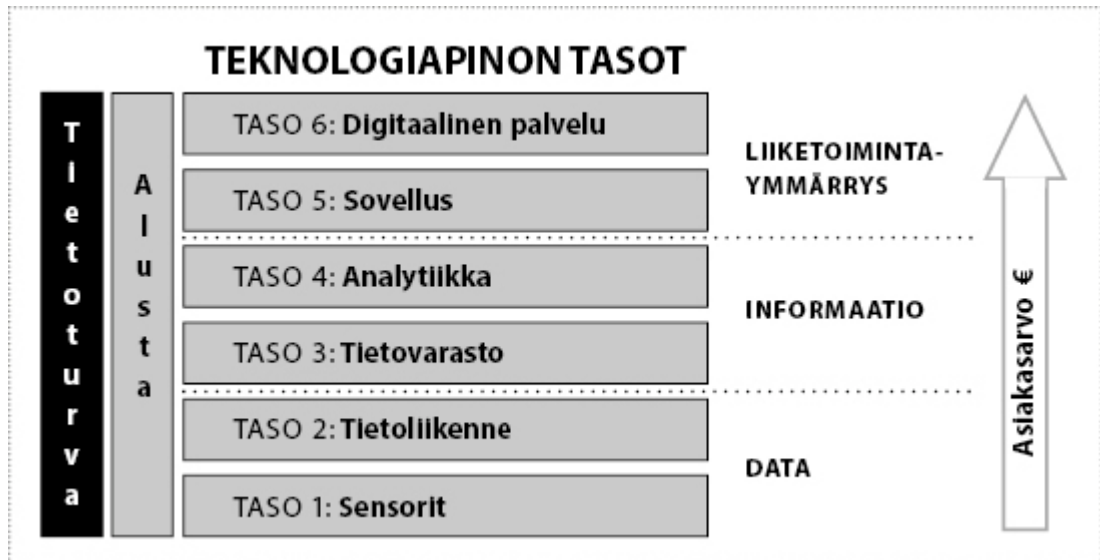 TEKNOLOGIAPINON TASOT
Tietoturva
Alusta
TASO 6: Digitaalinen palvelu
TASO 5: Sovellus
TASO 4: Analytiikka
TASO 3: Tietovarasto
TASO 2: Tietoliikenne
TASO 1: Sensorit
LIIKETOIMINTA-
YMMÄRRYS
INFORMAATIO
DATA
Asiakasarvo €